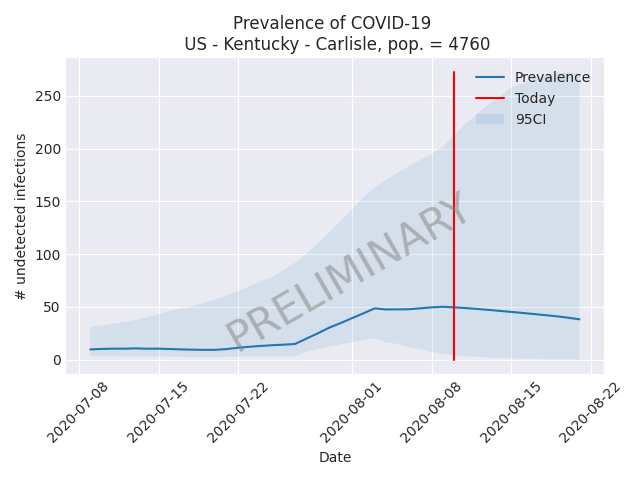 Prevalence of COVID-19
US - Kentucky - Carlisle, pop. = 4760
Prevalence
Today
95CI
250
200
150
100
50
0
# undetected infections
PRELIMINARY
2020-07-08
2020-07-15
2020-07-22
2020-08-01
2020-08-08
2020-08-15
2020-08-22
Date